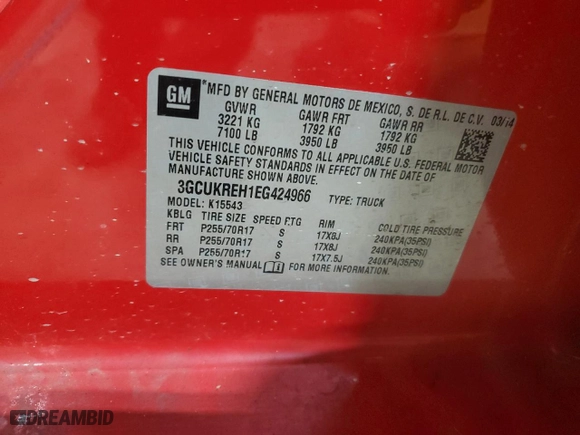 GM *MFD BY GENERAL MOTORS DE MEXICO, S. DE R.L. DE C.V. 03/14
GVWR GAWR FRT GAWR RR
3221 KG 1792 KG 1792 KG
7100 LB 3950 LB 3950 LB
THIS VEHICLE CONFORMS TO ALL APPLICABLE U.S. FEDERAL MOTOR
VEHICLE SAFETY STANDARDS IN EFFECT ON THE DATE OF
MANUFACTURE SHOWN ABOVE.
3GCUKREH1EG424966 TYPE: TRUCK
MODEL: K15543
KBLG TIRE SIZE SPEED RTG RIM COLD TIRE PRESSURE
FRT P255/70R17 S 17X8J 240KPA(35PSI)
RR P255/70R17 S 17X8J 240KPA(35PSI)
SPA P255/70R17 S 17X7.5J 240KPA(35PSI)
SEE OWNER'S MANUAL FOR MORE INFORMATION.
DREAMBID